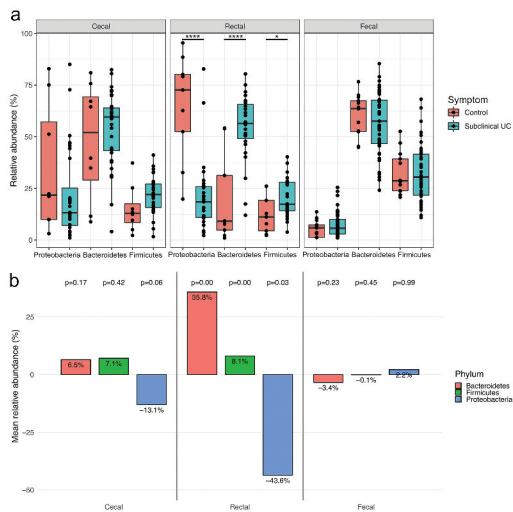 a
Cecal
Rectal
Fecal
100
75
50
25
0
Relative abundance (%)
**** **** *
Proteobacteria Bacteroidetes Firmicutes
Proteobacteria Bacteroidetes Firmicutes
Proteobacteria Bacteroidetes Firmicutes
Symptom
Control
Subclinical UC
b
p=0.17 p=0.42 p=0.06
p=0.00 p=0.00 p=0.03
p=0.23 p=0.45 p=0.99
25
0
−25
−50
Mean relative abundance (%)
6.5% 7.1% −13.1%
35.8% 8.1% −43.6%
−3.4% −0.1% 2.2%
Cecal
Rectal
Fecal
Phylum
Bacteroidetes
Firmicutes
Proteobacteria